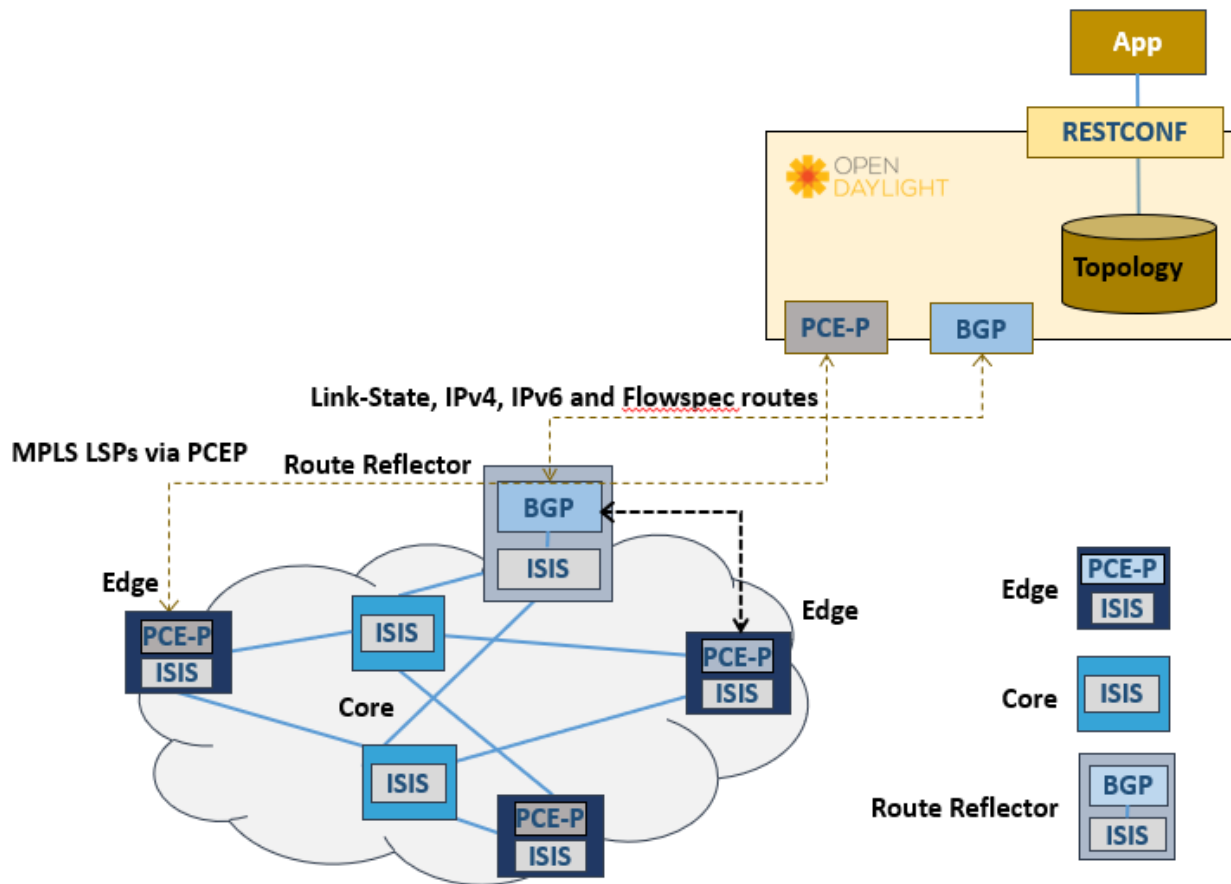 App
RESTCONF
OPEN
DAYLIGHT
Topology
PCE-P
BGP
Link-State, IPv4, IPv6 and Flowspec routes
MPLS LSPs via PCEP
Route Reflector
BGP
ISIS
Edge
PCE-P
ISIS
ISIS
Edge
PCE-P
ISIS
Core
ISIS
PCE-P
ISIS
Edge
PCE-P
ISIS
Core
ISIS
Route Reflector
BGP
ISIS